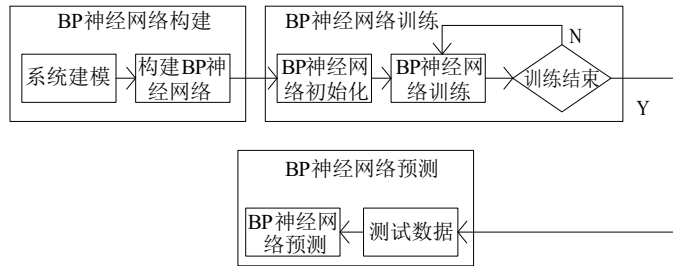 BP神经网络构建
系统建模
构建BP神
经网络
BP神经网络训练
BP神经网
络初始化
BP神经网
络训练
N
训练结束
Y
BP神经网络预测
BP神经网
络预测
测试数据